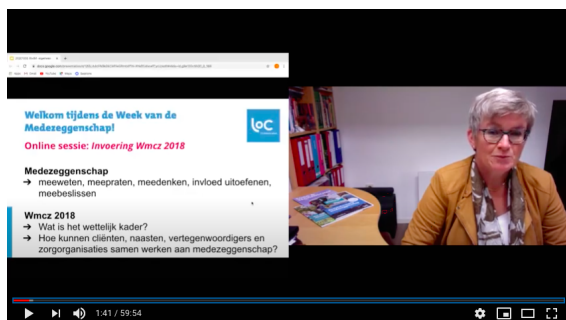 Welkom tijdens de Week van de
Medezeggenschap!
LOC
Online sessie: Invoering Wmcz 2018
Medezeggenschap
→ meeweten, meepraten, meedenken, invloed uitoefenen,
meebeslissen
Wmcz 2018
→ Wat is het wettelijk kader?
→ Hoe kunnen cliënten, naasten, vertegenwoordigers en
zorgorganisaties samen werken aan medezeggenschap?
1:41 / 59:54